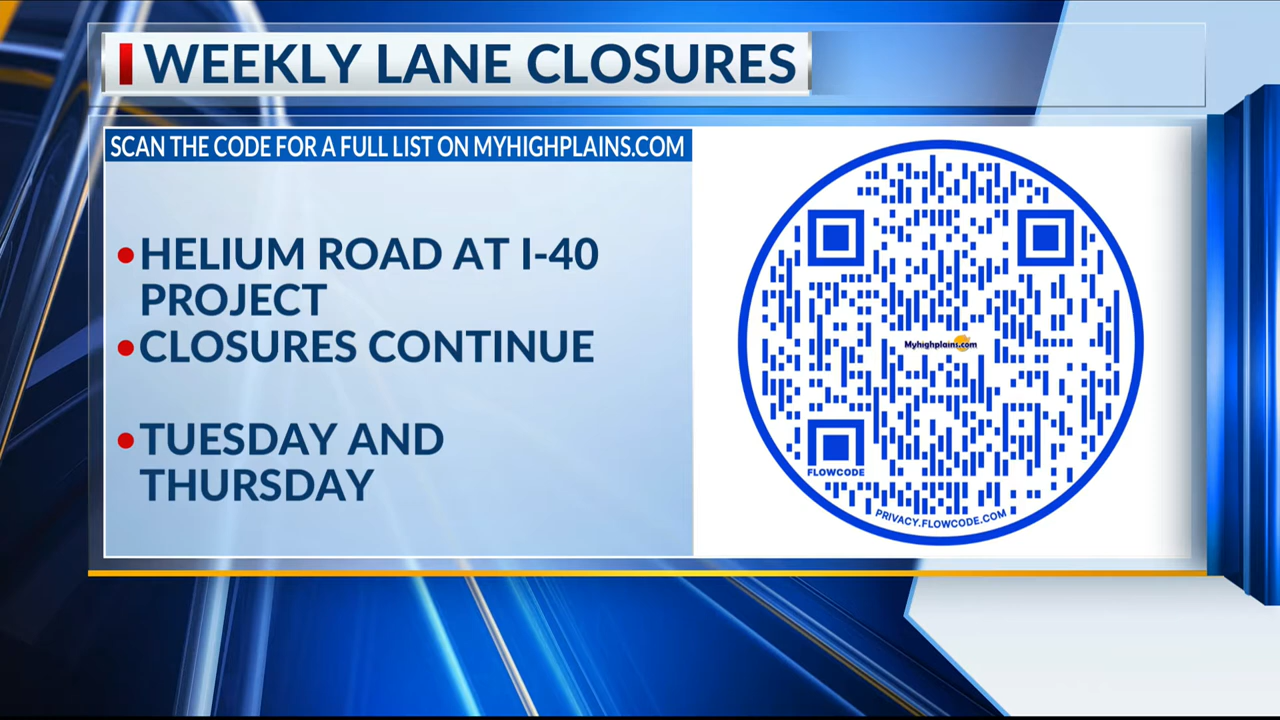 WEEKLY LANE CLOSURES
SCAN THE CODE FOR A FULL LIST ON MYHIGHPLAINS.COM
•HELIUM ROAD AT I-40
PROJECT
•CLOSURES CONTINUE
•TUESDAY AND
THURSDAY
Myhighplains.com
FLOWCODE
PRIVACY.FLOWCODE.COM